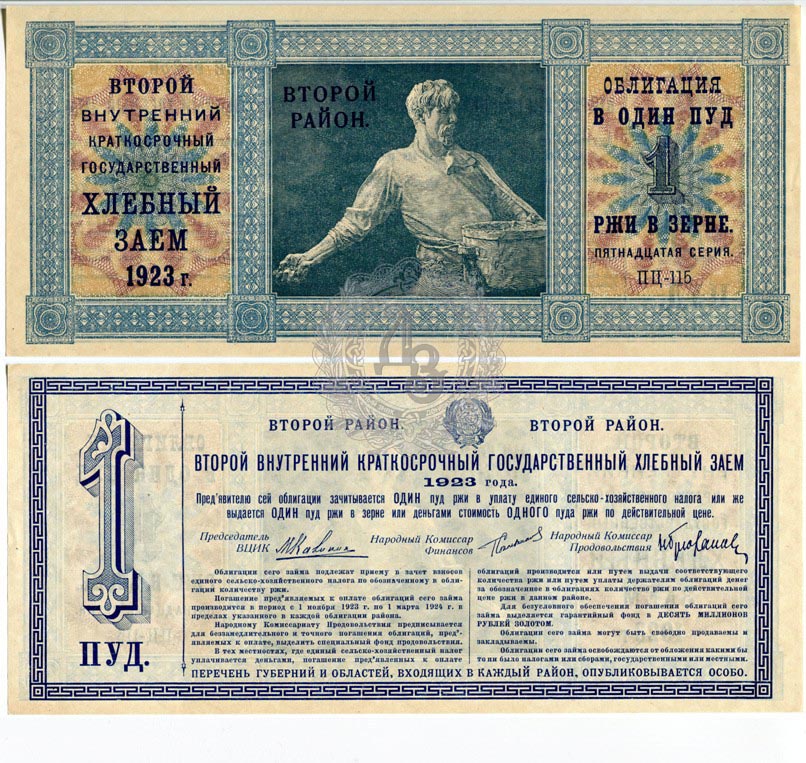 ВТОРОЙ
ВНУТРЕННИЙ
КРАТКОСРОЧНЫЙ
ГОСУДАРСТВЕННЫЙ
ХЛЕБНЫЙ
ЗАЕМ
1923 г.
ВТОРОЙ
РАЙОН.
ОБЛИГАЦИЯ
В ОДИН ПУД
1
РЖИ В ЗЕРНЕ.
ПЯТНАДЦАТАЯ СЕРИЯ.
ПЦ-115
ДЗ
1
ПУД.
ВТОРОЙ РАЙОН. ВТОРОЙ РАЙОН.
ВТОРОЙ ВНУТРЕННИЙ КРАТКОСРОЧНЫЙ ГОСУДАРСТВЕННЫЙ ХЛЕБНЫЙ ЗАЕМ
1923 года.
Пред'явителю сей облигации зачитывается ОДИН пуд ржи в уплату единого сельско-хозяйственного налога или же
выдается ОДИН пуд ржи в зерне или деньгами стоимость ОДНОГО пуда ржи по действительной цене.
Председатель
ВЦИК
Народный Комиссар
Финансов
Народный Комиссар
Продовольствия
Облигации сего займа подлежат приему в зачет взносов
единого сельско-хозяйственного налога по обозначенному в обли-
гации количеству ржи.
Погашение пред'являемых к оплате облигаций сего займа
производится в период с 1 ноября 1923 г. по 1 марта 1924 г. в
пределах указанного в каждой облигации района.
Народному Комиссариату Продовольствия предписывается
для беззамедлительного и точного погашения облигаций, пред'-
являемых к оплате, выделить специальный фонд продовольствия.
В тех местностях, где единый сельско-хозяйственный налог
уплачивается деньгами, погашение пред'явленных к оплате
облигаций производится или путем выдачи соответствующего
количества ржи или путем уплаты держателям облигаций денег
за обозначенное в облигациях количество ржи по действительной
цене ржи в данном районе.
Для безусловного обеспечения погашения облигаций сего
займа выделяется гарантийный фонд в ДЕСЯТЬ МИЛЛИОНОВ
РУБЛЕЙ ЗОЛОТОМ.
Облигации сего займа могут быть свободно продаваемы и
закладываемы.
Облигации сего займа освобождаются от обложения какими бы
то ни было налогами или сборами, государственными или местными.
ПЕРЕЧЕНЬ ГУБЕРНИЙ И ОБЛАСТЕЙ, ВХОДЯЩИХ В КАЖДЫЙ РАЙОН, ОПУБЛИКОВЫВАЕТСЯ ОСОБО.